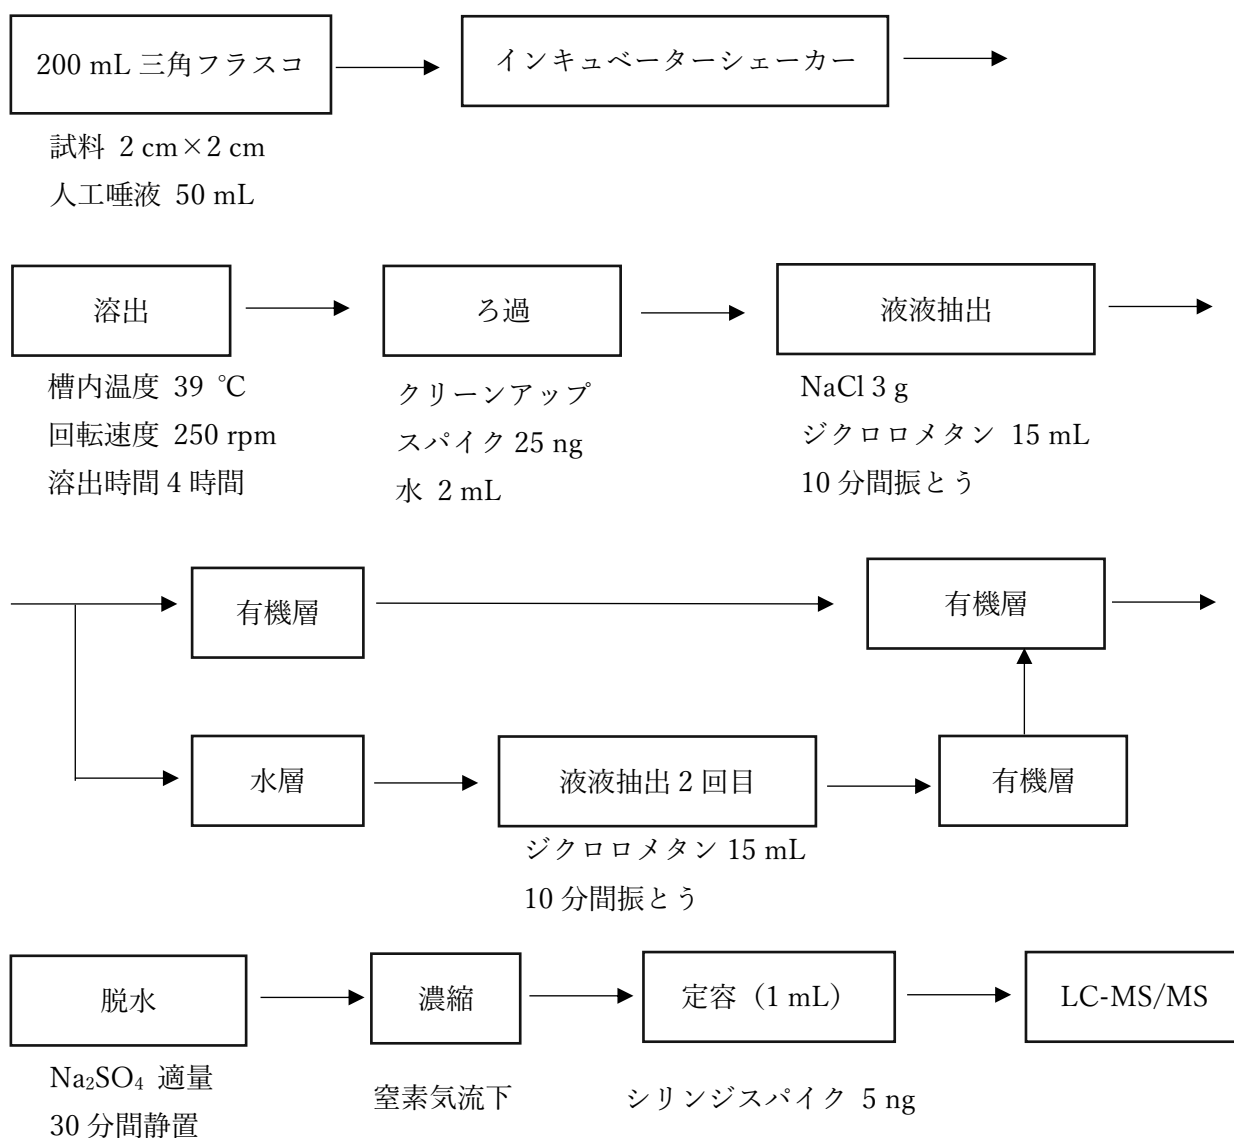 200 mL 三角フラスコ
インキュベーターシェーカー
試料 2 cm×2 cm
人工唾液 50 mL
溶出
ろ過
液液抽出
槽内温度 39 ℃
回転速度 250 rpm
溶出時間 4 時間
クリーンアップ
スパイク 25 ng
水 2 mL
NaCl 3 g
ジクロロメタン 15 mL
10 分間振とう
有機層
有機層
水層
液液抽出 2 回目
有機層
ジクロロメタン 15 mL
10 分間振とう
脱水
濃縮
定容（1 mL）
LC-MS/MS
Na₂SO₄ 適量
30 分間静置
窒素気流下
シリンジスパイク 5 ng